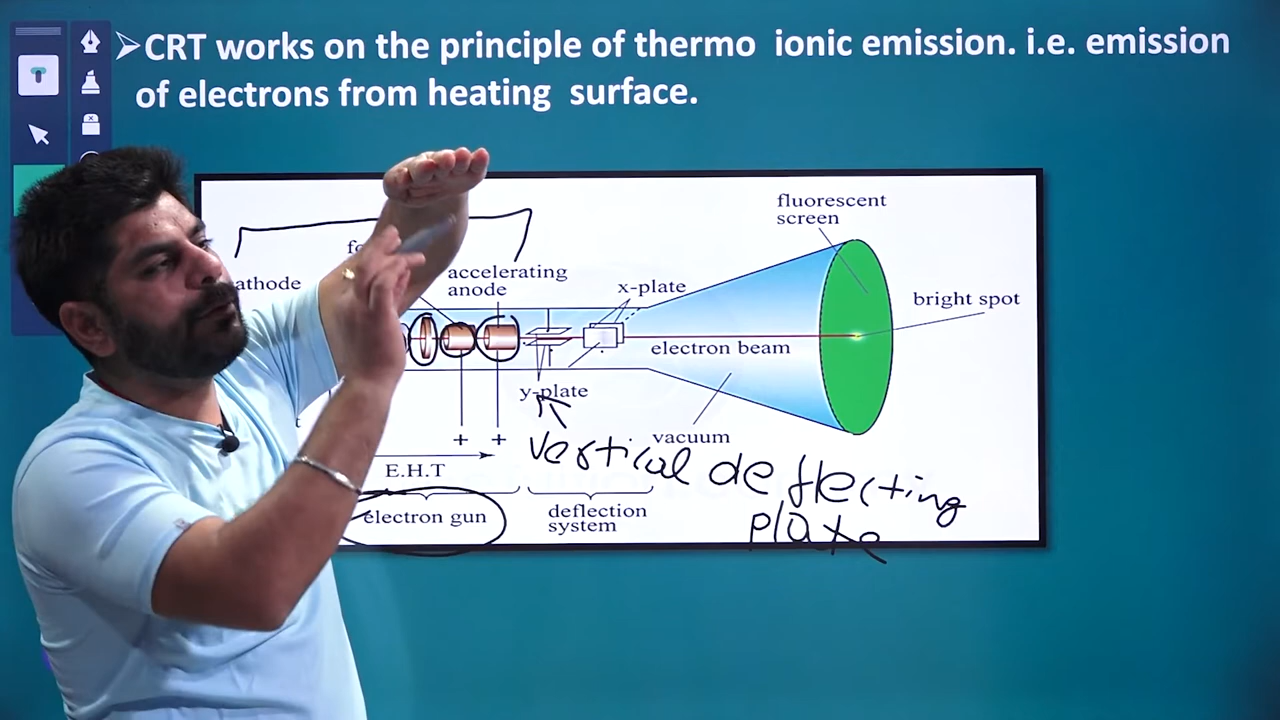 ➢CRT works on the principle of thermo ionic emission. i.e. emission
of electrons from heating surface.
fluorescent
screen
accelerating
anode
x-plate
bright spot
electron beam
y-plate
vacuum
+ +
E.H.T
vertical deflecting
plate
electron gun
deflection
system